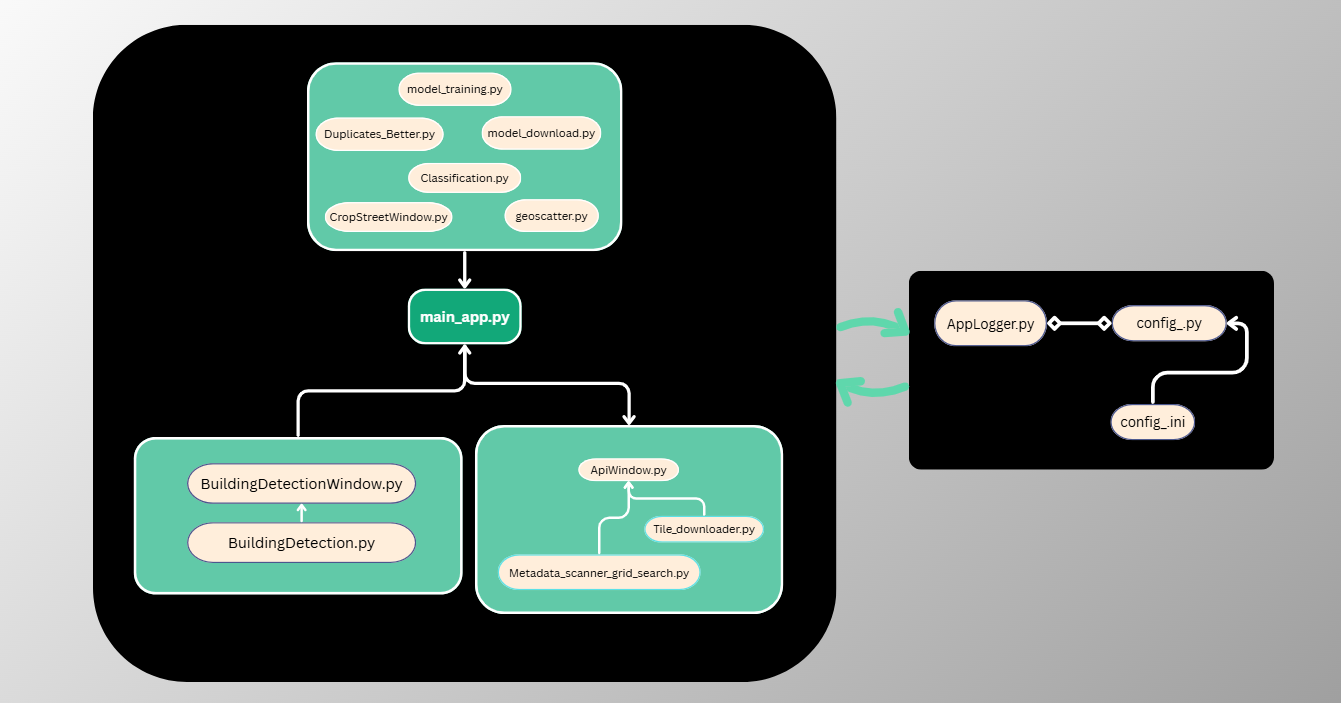 model_training.py
Duplicates_Better.py
model_download.py
Classification.py
CropStreetWindow.py
geoscatter.py
main_app.py
BuildingDetectionWindow.py
BuildingDetection.py
ApiWindow.py
Tile_downloader.py
Metadata_scanner_grid_search.py
AppLogger.py
config_.py
config_.ini